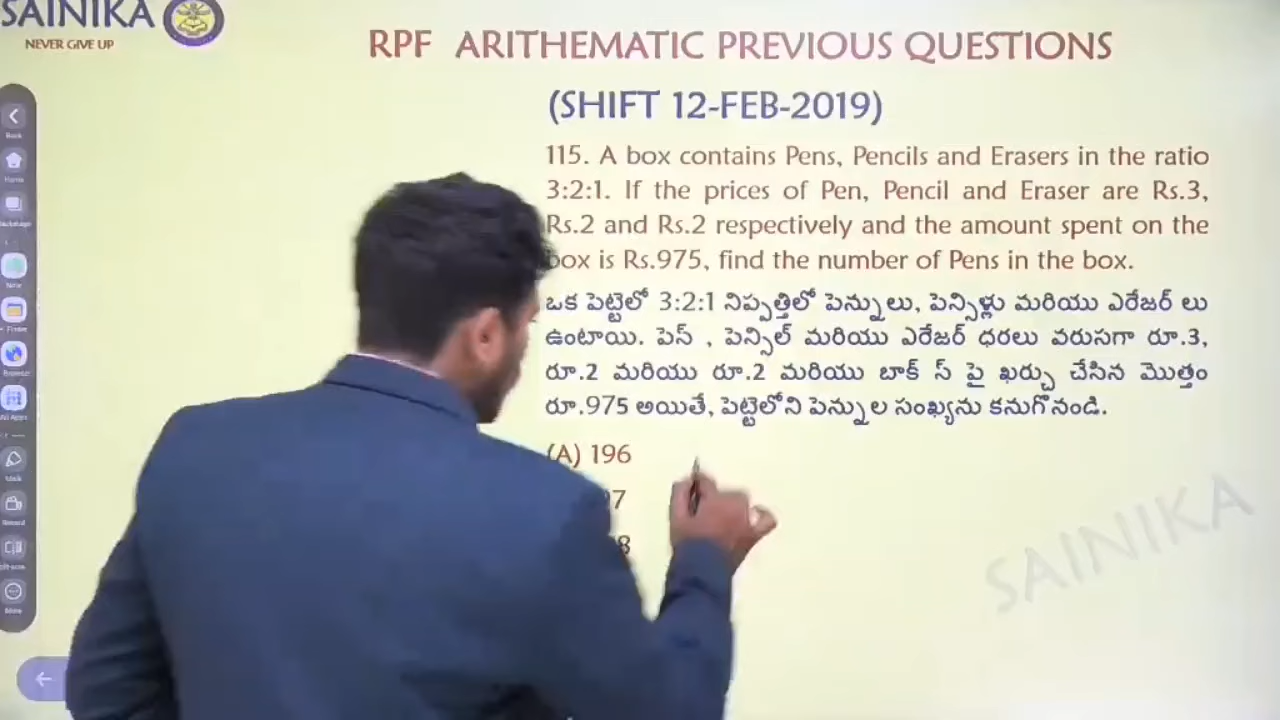 SAINIKA
NEVER GIVE UP
RPF ARITHEMATIC PREVIOUS QUESTIONS
(SHIFT 12-FEB-2019)
115. A box contains Pens, Pencils and Erasers in the ratio
3:2:1. If the prices of Pen, Pencil and Eraser are Rs.3,
Rs.2 and Rs.2 respectively and the amount spent on the
box is Rs.975, find the number of Pens in the box.
ఒక పెట్టెలో 3:2:1 నిష్పత్తిలో పెన్నులు, పెన్సిళ్లు మరియు ఎరేజర్ లు
ఉంటాయి. పెన్ , పెన్సిల్ మరియు ఎరేజర్ ధరలు వరుసగా రూ.3,
రూ.2 మరియు రూ.2 మరియు బాక్ స్ పై ఖర్చు చేసిన మొత్తం
రూ.975 అయితే, పెట్టెలోని పెన్నుల సంఖ్యను కనుగొనండి.
(A) 196
SAINIKA
Back
Home
New